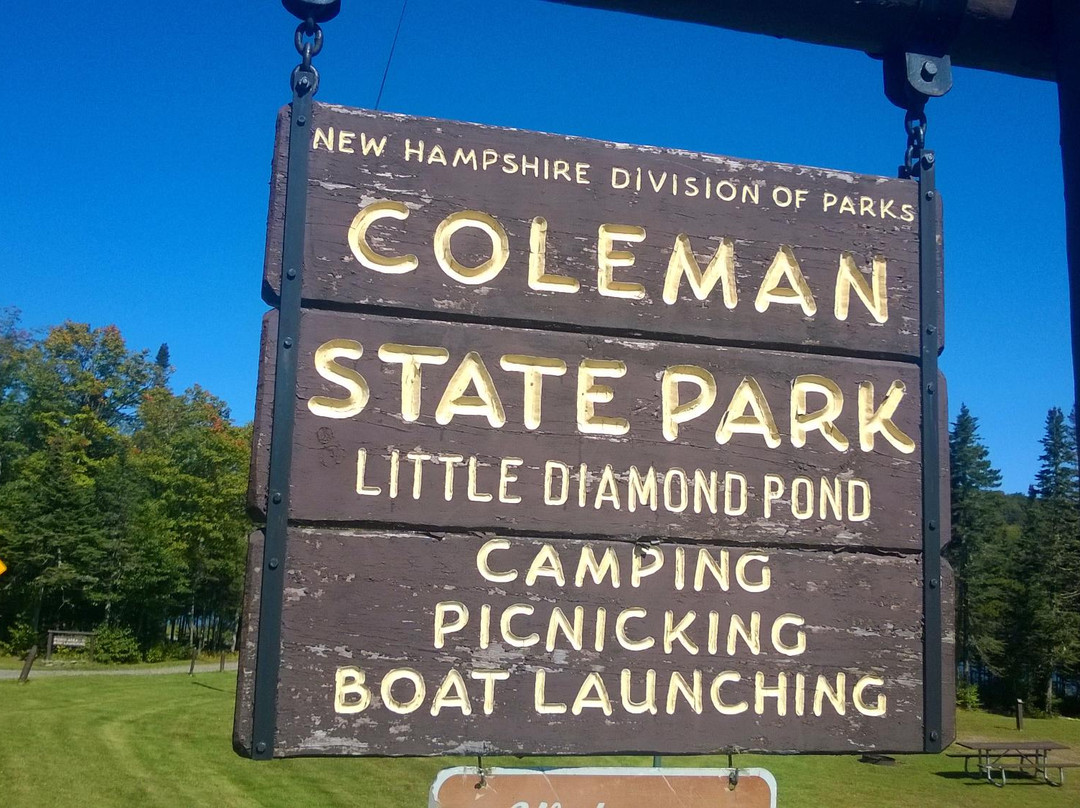 NEW HAMPSHIRE DIVISION OF PARKS
COLEMAN
STATE PARK
LITTLE DIAMOND POND
CAMPING
PICNICKING
BOAT LAUNCHING